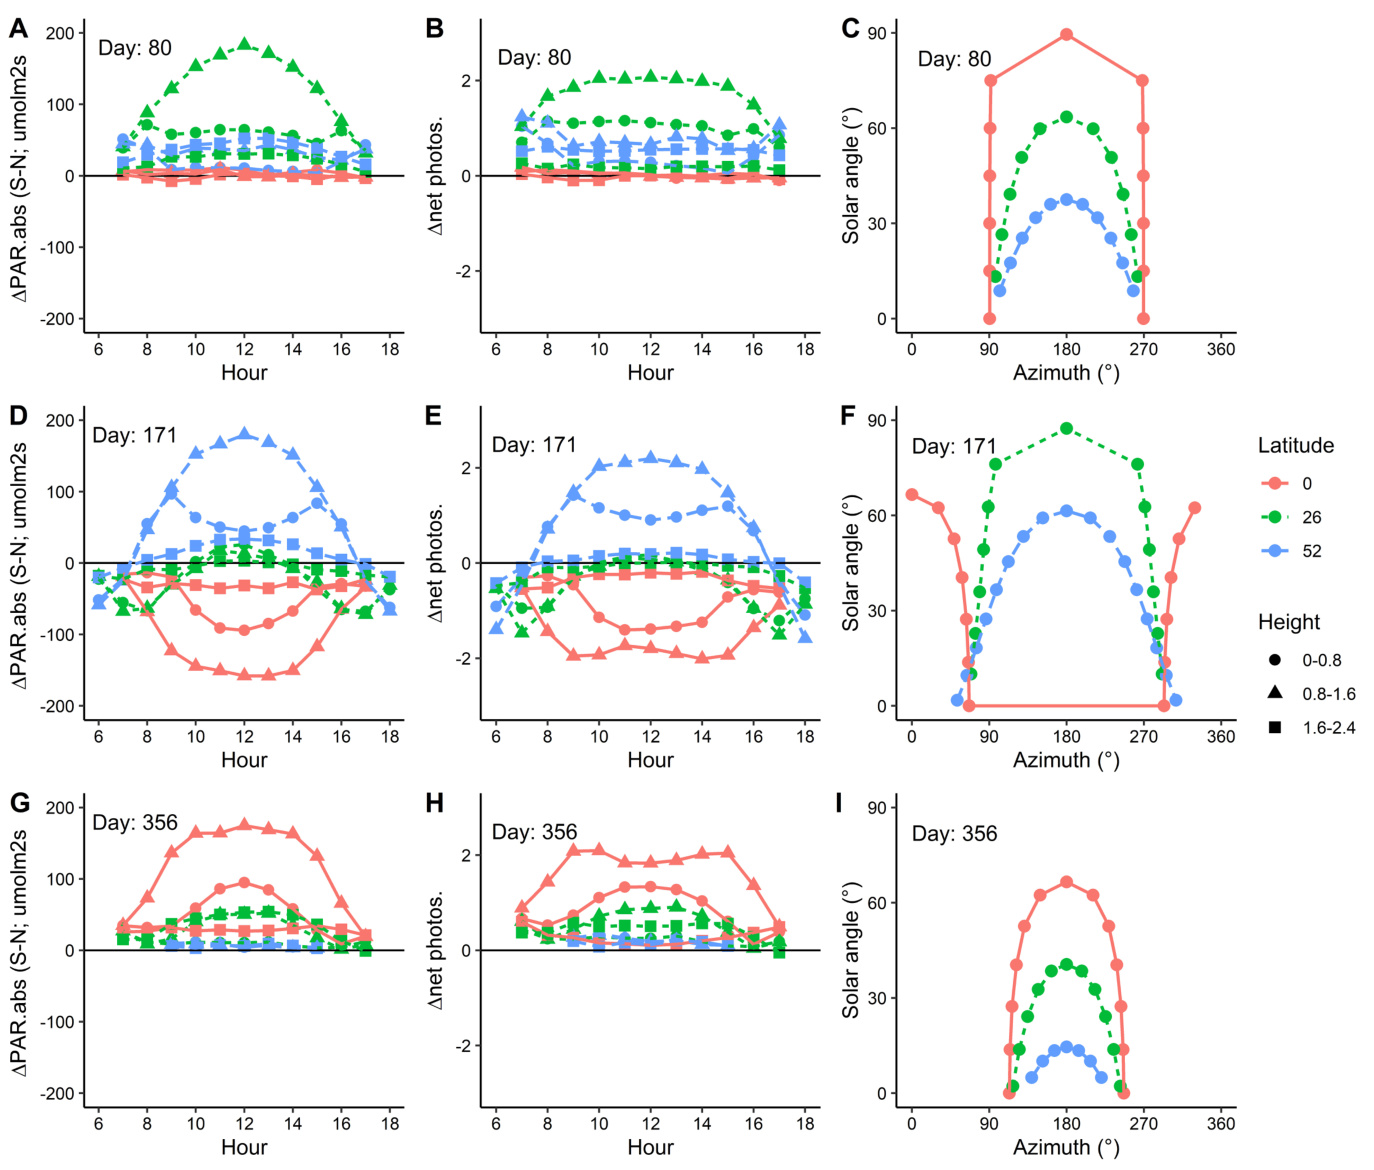 A
ΔPAR.abs (S-N; umolm2s
200
100
0
-100
-200
Day: 80
6 8 10 12 14 16 18
Hour
B
Δnet photos.
2
0
-2
Day: 80
6 8 10 12 14 16 18
Hour
C
Solar angle (°)
90
60
30
0
Day: 80
0 90 180 270 360
Azimuth (°)
D
ΔPAR.abs (S-N; umolm2s
200
100
0
-100
-200
Day: 171
6 8 10 12 14 16 18
Hour
E
Δnet photos.
2
0
-2
Day: 171
6 8 10 12 14 16 18
Hour
F
Solar angle (°)
90
60
30
0
Day: 171
0 90 180 270 360
Azimuth (°)
Latitude
0
26
52
Height
0-0.8
0.8-1.6
1.6-2.4
G
ΔPAR.abs (S-N; umolm2s
200
100
0
-100
-200
Day: 356
6 8 10 12 14 16 18
Hour
H
Δnet photos.
2
0
-2
Day: 356
6 8 10 12 14 16 18
Hour
I
Solar angle (°)
90
60
30
0
Day: 356
0 90 180 270 360
Azimuth (°)